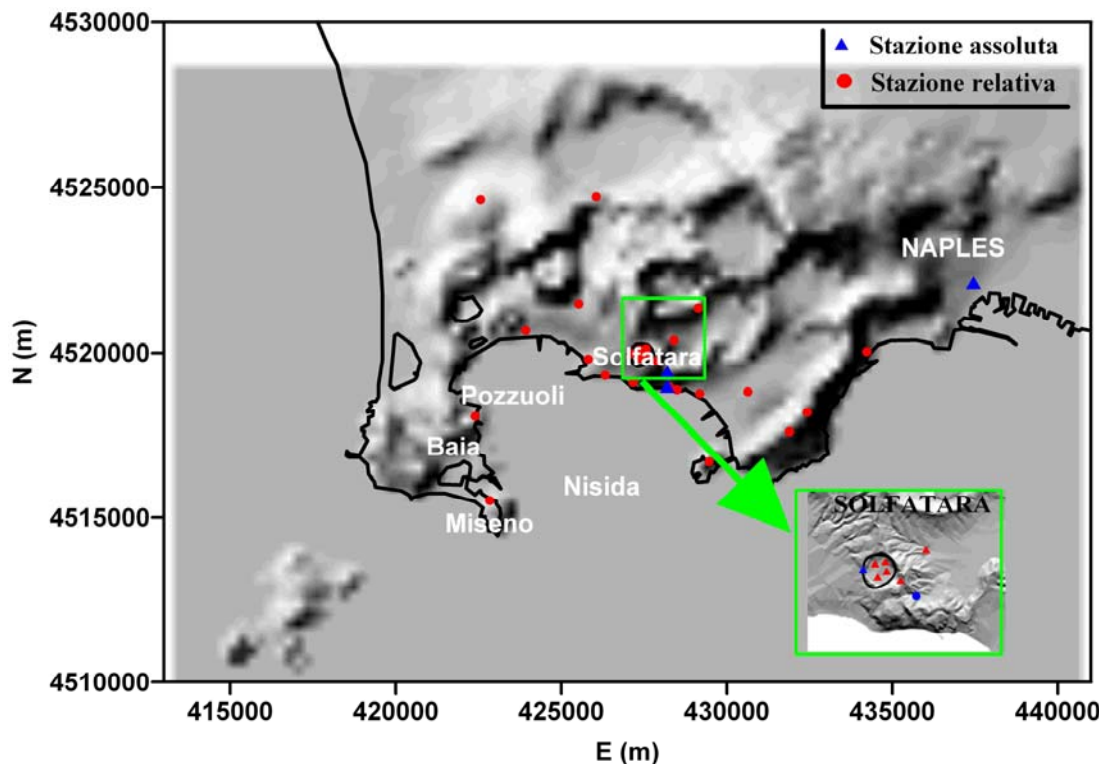 4530000
Stazione assoluta
Stazione relativa
4525000
NAPLES
N (m)
4520000
Solfatara
Pozzuoli
Baia
Nisida
4515000
Miseno
SOLFATARA
4510000
415000 420000 425000 430000 435000 440000
E (m)